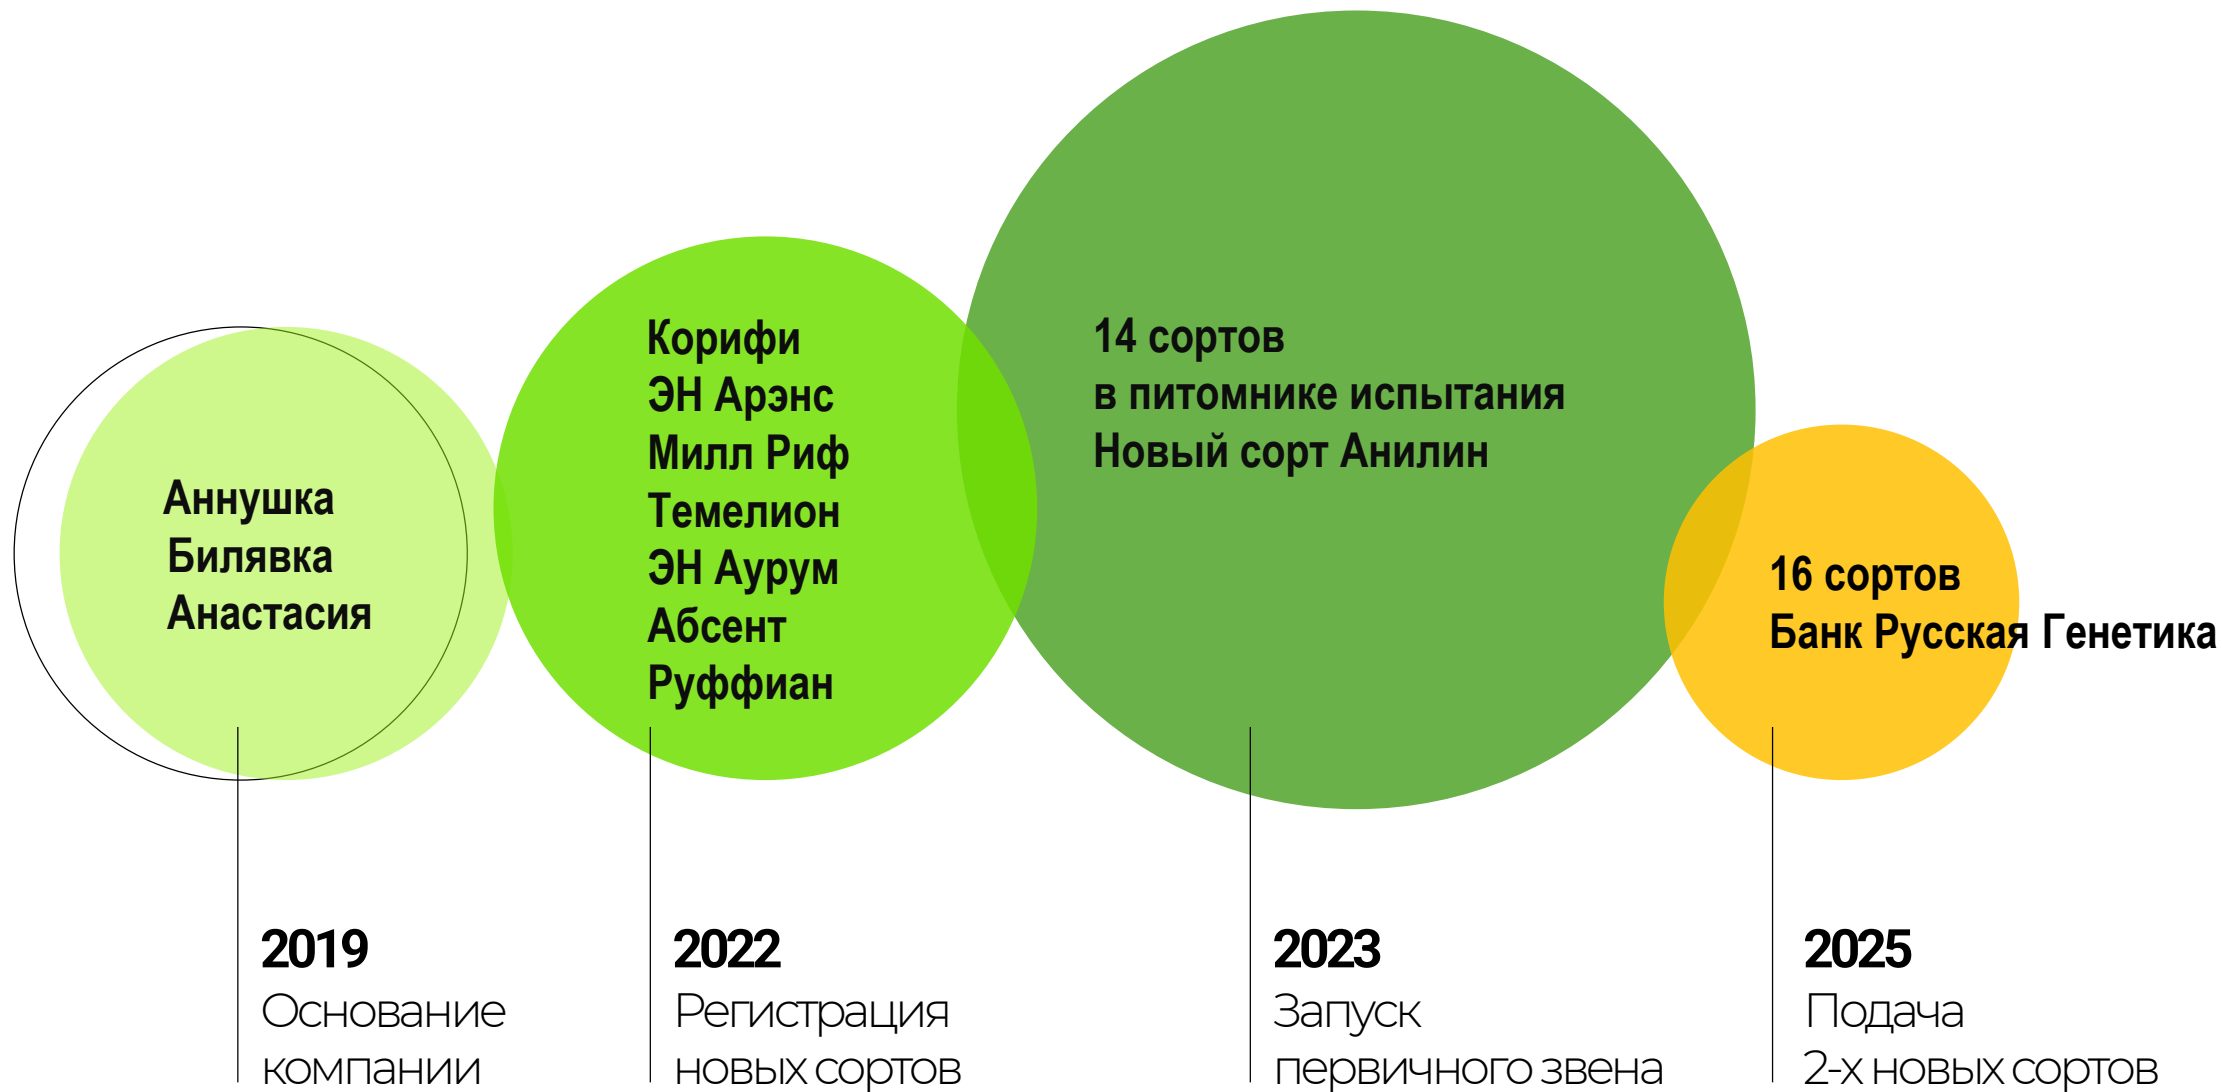 Аннушка
Билявка
Анастасия
Корифи
ЭН Арэнс
Милл Риф
Темелион
ЭН Аурум
Абсент
Руффиан
14 сортов
в питомнике испытания
Новый сорт Анилин
16 сортов
Банк Русская Генетика
2019
Основание
компании
2022
Регистрация
новых сортов
2023
Запуск
первичного звена
2025
Подача
2-х новых сортов